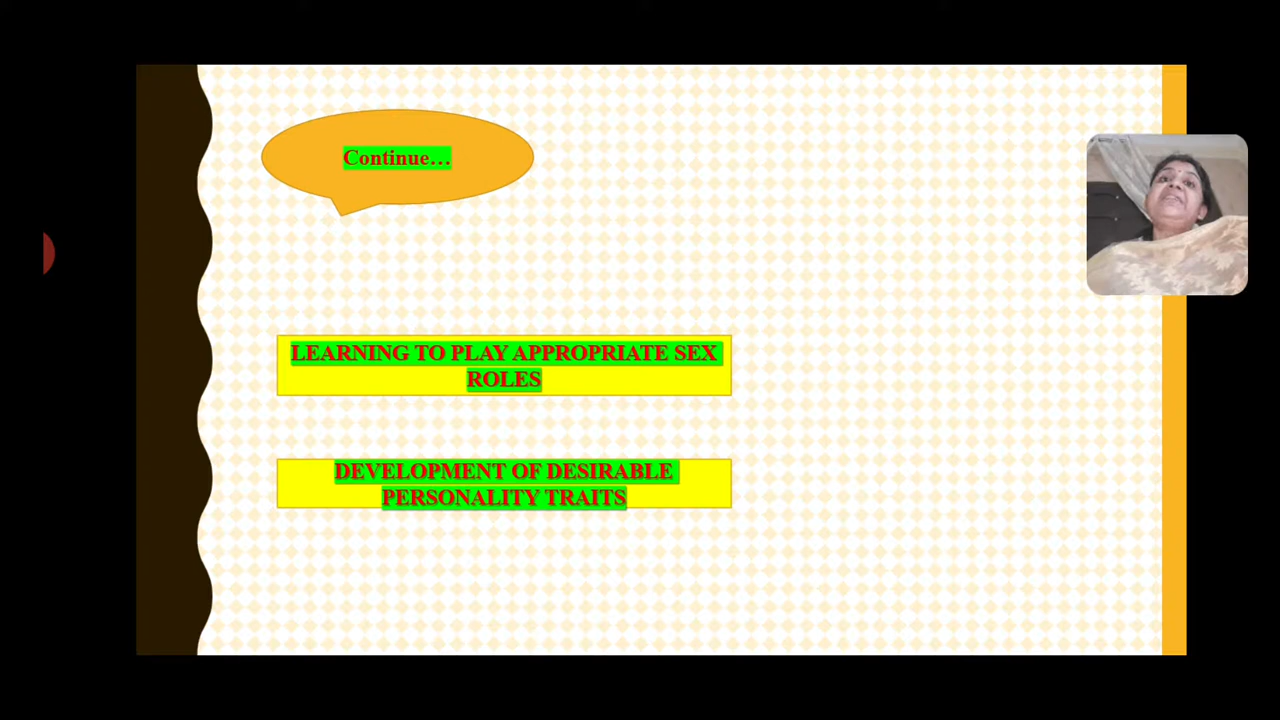 Continue…
LEARNING TO PLAY APPROPRIATE SEX
ROLES
DEVELOPMENT OF DESIRABLE
PERSONALITY TRAITS